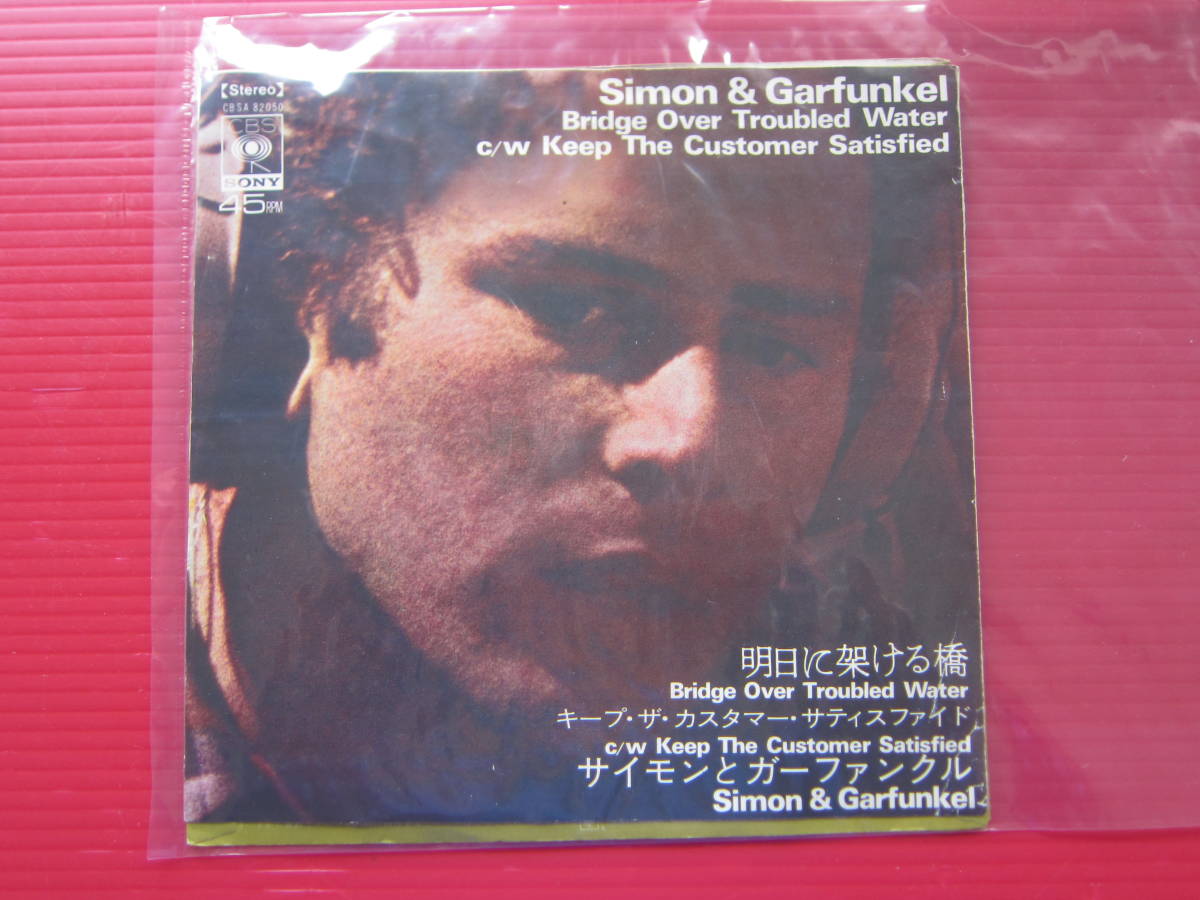 【Stereo】
CBSA 82050
CBS
SONY
45RPM
Simon & Garfunkel
Bridge Over Troubled Water
c/w Keep The Customer Satisfied
明日に架ける橋
Bridge Over Troubled Water
キープ・ザ・カスタマー・サティスファイド
c/w Keep The Customer Satisfied
サイモンとガーファンクル
Simon & Garfunkel